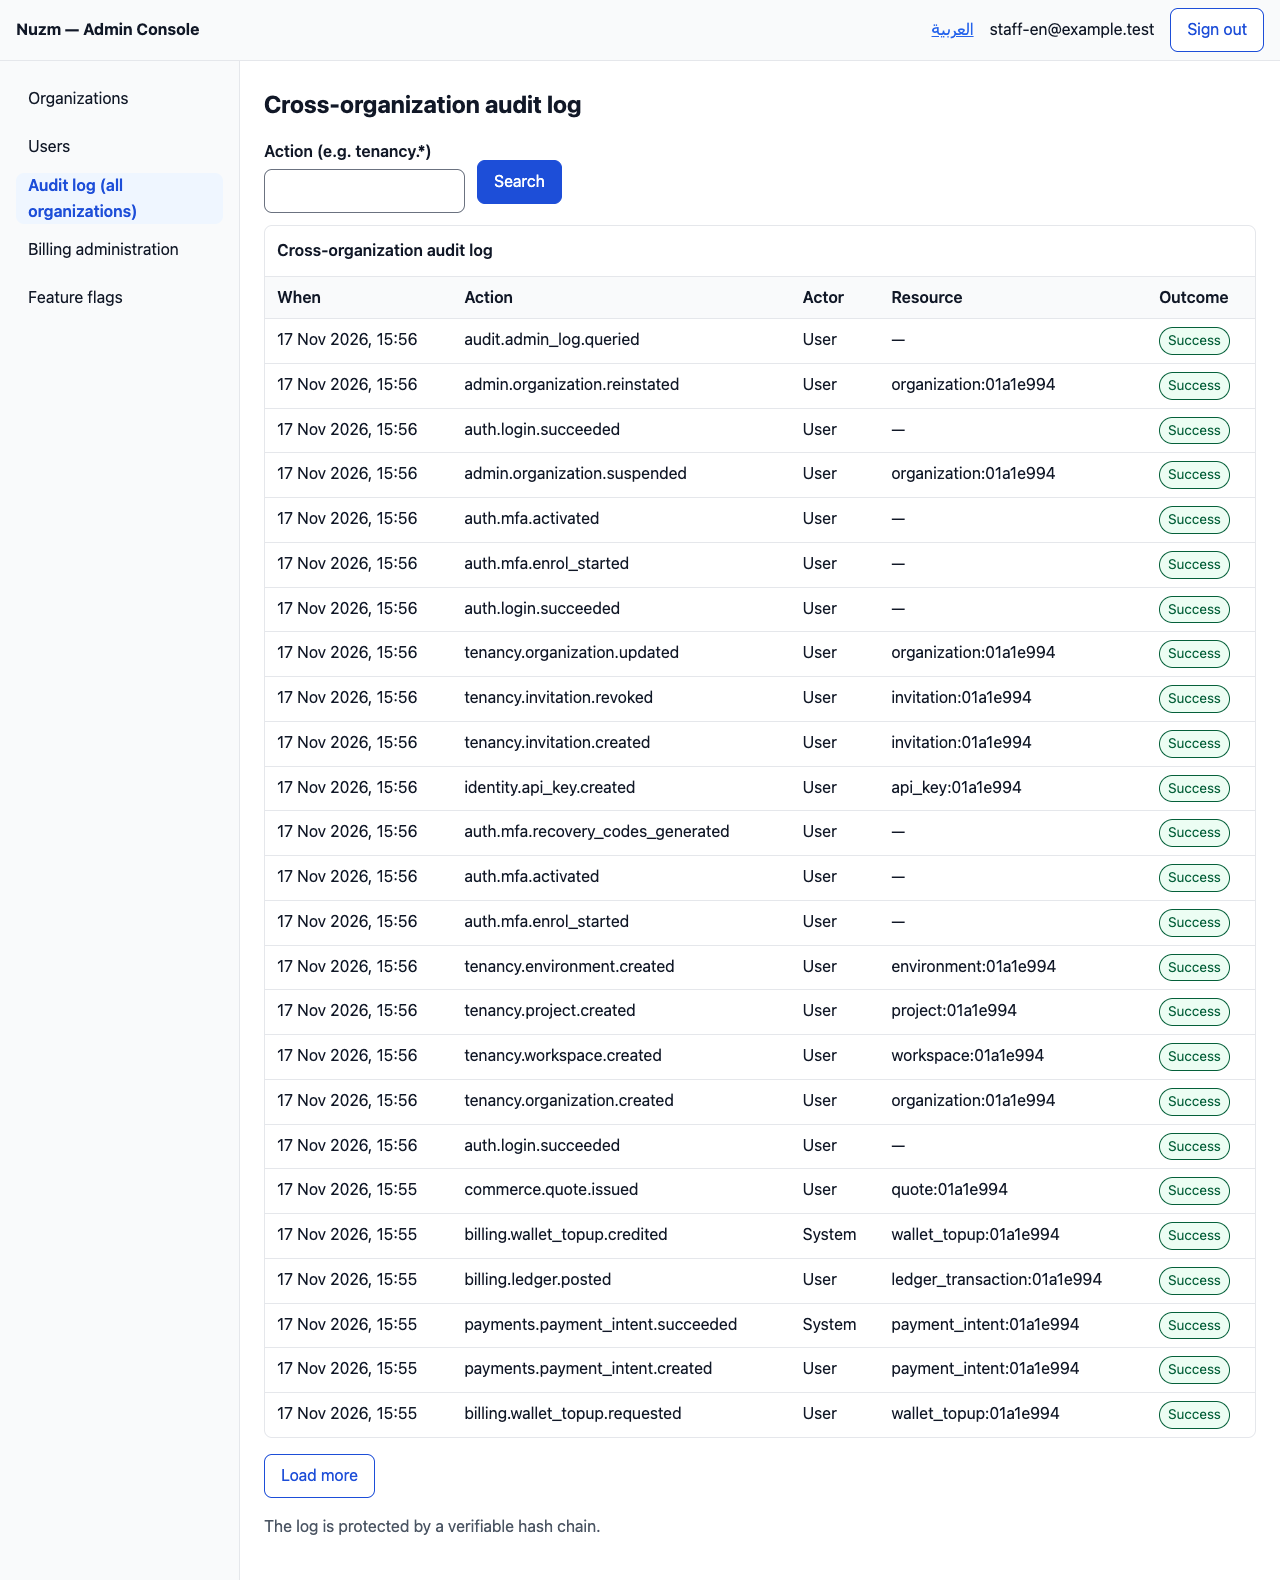 Nuzm — Admin Console
العربية staff-en@example.test Sign out
Organizations
Users
Audit log (all
organizations)
Billing administration
Feature flags
Cross-organization audit log
Action (e.g. tenancy.*)
Search
Cross-organization audit log
When Action Actor Resource Outcome
17 Nov 2026, 15:56 audit.admin_log.queried User — Success
17 Nov 2026, 15:56 admin.organization.reinstated User organization:01a1e994 Success
17 Nov 2026, 15:56 auth.login.succeeded User — Success
17 Nov 2026, 15:56 admin.organization.suspended User organization:01a1e994 Success
17 Nov 2026, 15:56 auth.mfa.activated User — Success
17 Nov 2026, 15:56 auth.mfa.enrol_started User — Success
17 Nov 2026, 15:56 auth.login.succeeded User — Success
17 Nov 2026, 15:56 tenancy.organization.updated User organization:01a1e994 Success
17 Nov 2026, 15:56 tenancy.invitation.revoked User invitation:01a1e994 Success
17 Nov 2026, 15:56 tenancy.invitation.created User invitation:01a1e994 Success
17 Nov 2026, 15:56 identity.api_key.created User api_key:01a1e994 Success
17 Nov 2026, 15:56 auth.mfa.recovery_codes_generated User — Success
17 Nov 2026, 15:56 auth.mfa.activated User — Success
17 Nov 2026, 15:56 auth.mfa.enrol_started User — Success
17 Nov 2026, 15:56 tenancy.environment.created User environment:01a1e994 Success
17 Nov 2026, 15:56 tenancy.project.created User project:01a1e994 Success
17 Nov 2026, 15:56 tenancy.workspace.created User workspace:01a1e994 Success
17 Nov 2026, 15:56 tenancy.organization.created User organization:01a1e994 Success
17 Nov 2026, 15:56 auth.login.succeeded User — Success
17 Nov 2026, 15:55 commerce.quote.issued User quote:01a1e994 Success
17 Nov 2026, 15:55 billing.wallet_topup.credited System wallet_topup:01a1e994 Success
17 Nov 2026, 15:55 billing.ledger.posted User ledger_transaction:01a1e994 Success
17 Nov 2026, 15:55 payments.payment_intent.succeeded System payment_intent:01a1e994 Success
17 Nov 2026, 15:55 payments.payment_intent.created User payment_intent:01a1e994 Success
17 Nov 2026, 15:55 billing.wallet_topup.requested User wallet_topup:01a1e994 Success
Load more
The log is protected by a verifiable hash chain.